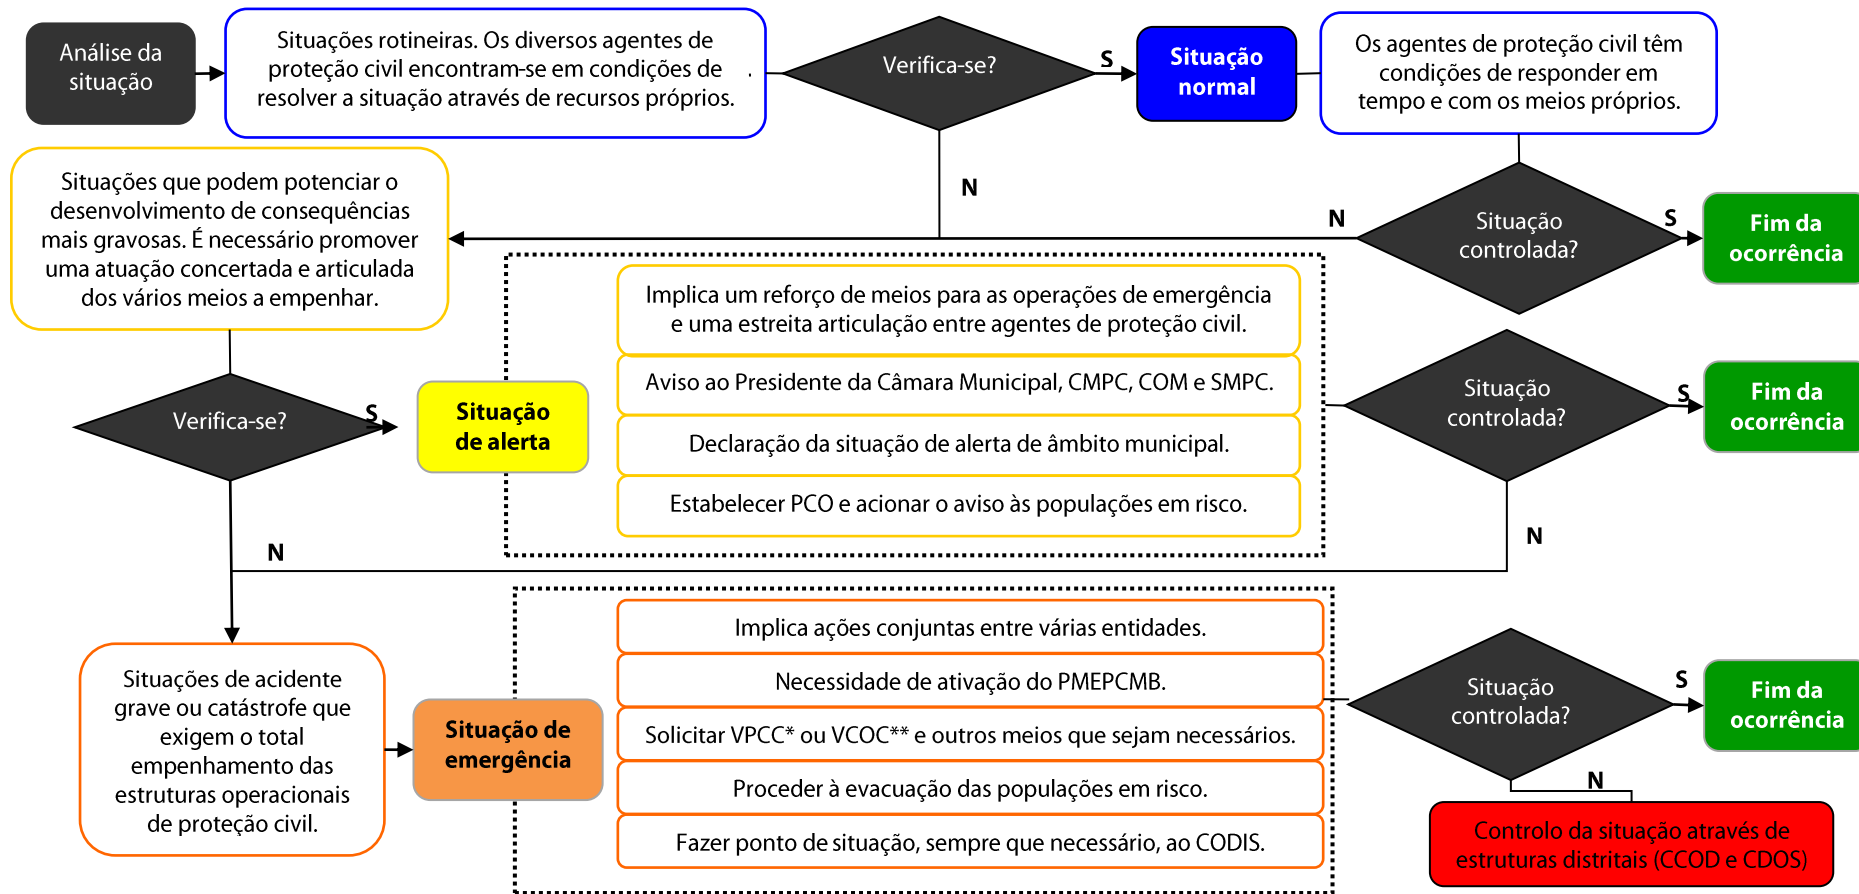 Análise da
situação
Situações rotineiras. Os diversos agentes de
proteção civil encontram-se em condições de
resolver a situação através de recursos próprios.
.
Verifica-se?
S
Situação
normal
Os agentes de proteção civil têm
condições de responder em
tempo e com os meios próprios.
N
Situações que podem potenciar o
desenvolvimento de consequências
mais gravosas. É necessário promover
uma atuação concertada e articulada
dos vários meios a empenhar.
N
Situação
controlada?
S
Fim da
ocorrência
Verifica-se?
S
Situação
de alerta
Implica um reforço de meios para as operações de emergência
e uma estreita articulação entre agentes de proteção civil.
Aviso ao Presidente da Câmara Municipal, CMPC, COM e SMPC.
Declaração da situação de alerta de âmbito municipal.
Estabelecer PCO e acionar o aviso às populações em risco.
Situação
controlada?
S
Fim da
ocorrência
N
N
Situações de acidente
grave ou catástrofe que
exigem o total
empenhamento das
estruturas operacionais
de proteção civil.
Situação de
emergência
Implica ações conjuntas entre várias entidades.
Necessidade de ativação do PMEPCMB.
Solicitar VPCC* ou VCOC** e outros meios que sejam necessários.
Proceder à evacuação das populações em risco.
Fazer ponto de situação, sempre que necessário, ao CODIS.
Situação
controlada?
S
Fim da
ocorrência
N
Controlo da situação através de
estruturas distritais (CCOD e CDOS)